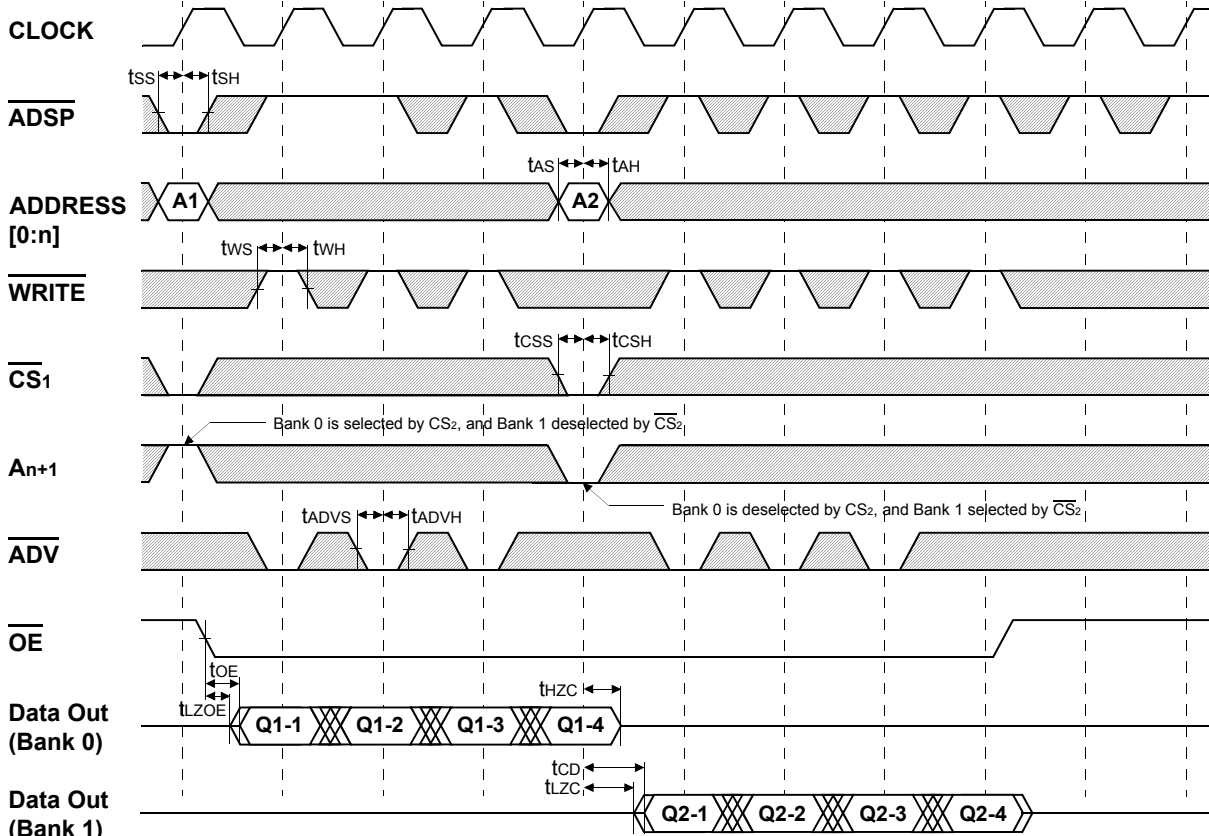 CLOCK
tSS tSH
ADSP
tAS tAH
ADDRESS
[0:n]
A1 A2
tWS tWH
WRITE
tCSS tCSH
CS1
Bank 0 is selected by CS2, and Bank 1 deselected by CS2
An+1
Bank 0 is deselected by CS2, and Bank 1 selected by CS2
tADVS tADVH
ADV
OE
tOE
tLZOE
tHZC
Data Out
(Bank 0)
Q1-1 Q1-2 Q1-3 Q1-4
tCD
tLZC
Data Out
(Bank 1)
Q2-1 Q2-2 Q2-3 Q2-4